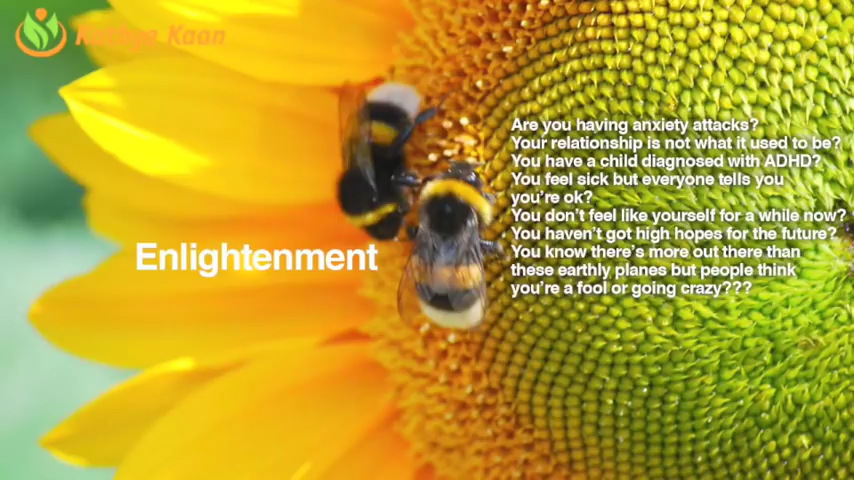 Kaan
Are you having anxiety attacks?
Your relationship is not what it used to be?
You have a child diagnosed with ADHD?
You feel sick but everyone tells you
you're ok?
You don't feel like yourself for a while now?
You haven't got high hopes for the future?
You know there's more out there than
these earthly planes but people think
you're a fool or going crazy???
Enlightenment